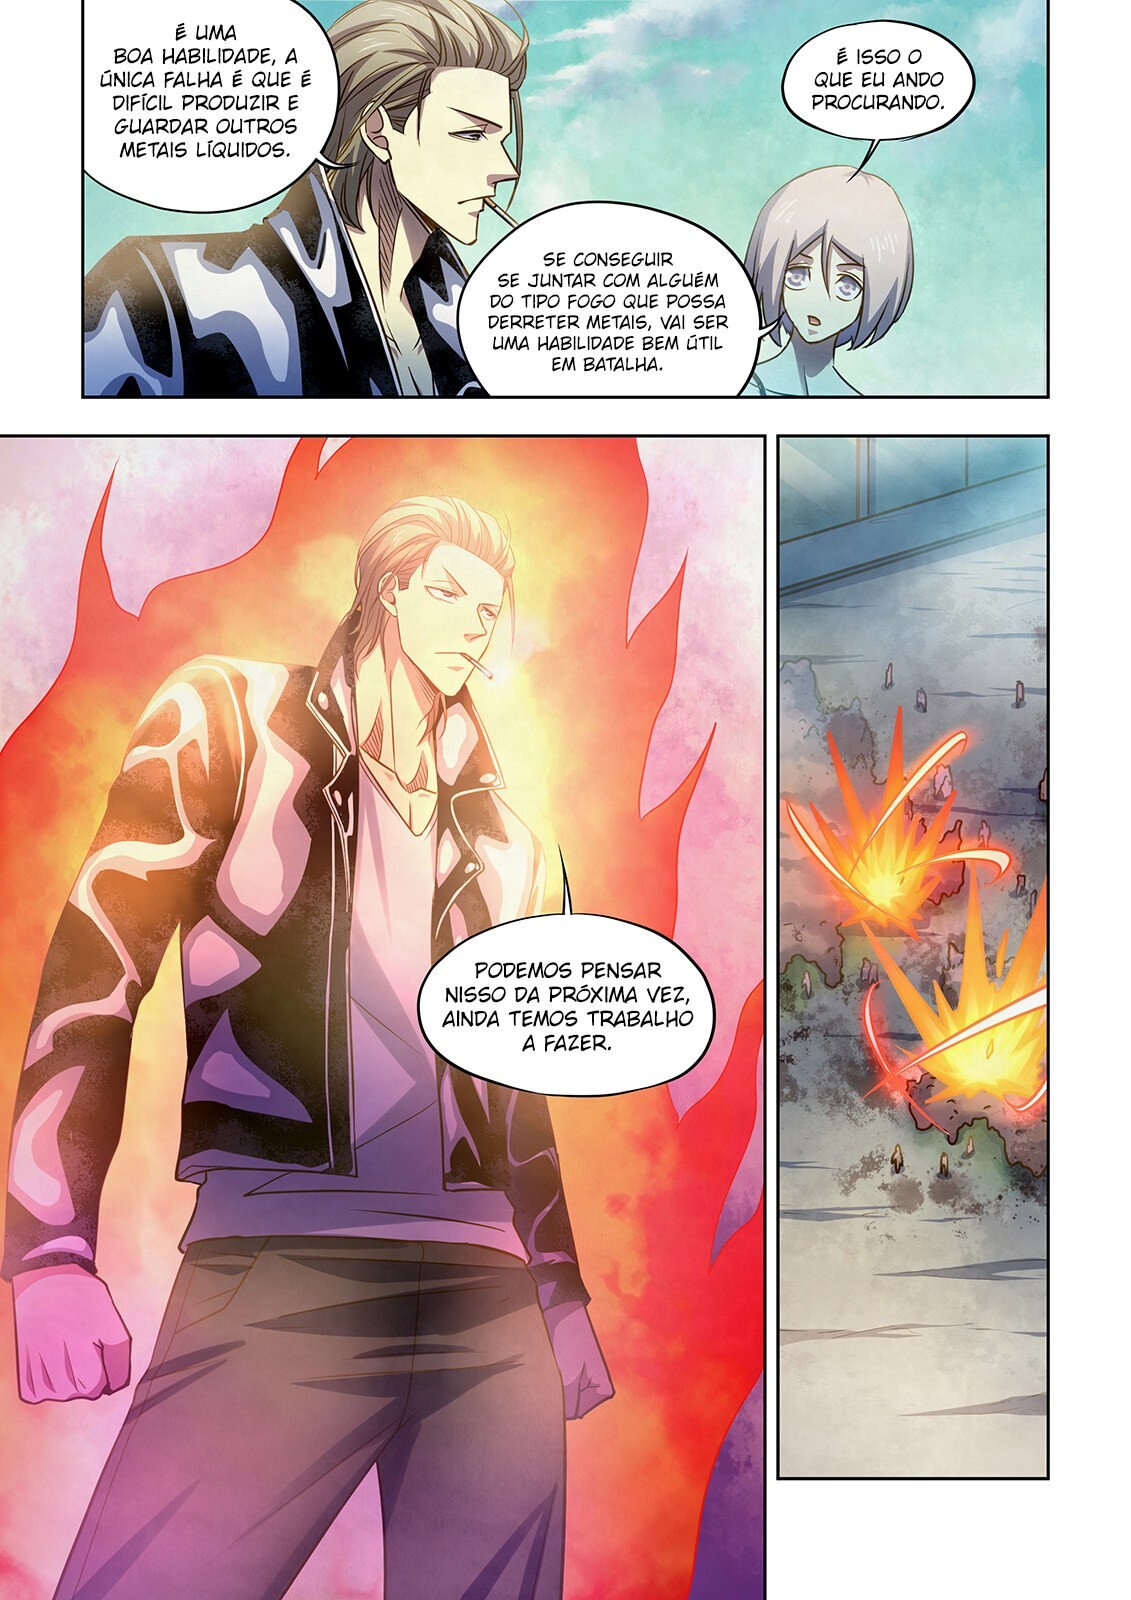 É UMA
BOA HABILIDADE, A
ÚNICA FALHA É QUE É
DIFÍCIL PRODUZIR E
GUARDAR OUTROS
METAIS LÍQUIDOS.
SE CONSEGUIR
SE JUNTAR COM ALGUÉM
DO TIPO FOGO QUE POSSA
DERRETER METAIS, VAI SER
UMA HABILIDADE BEM ÚTIL
EM BATALHA.
É ISSO O
QUE EU ANDO
PROCURANDO.
PODEMOS PENSAR
NISSO DA PRÓXIMA VEZ,
AINDA TEMOS TRABALHO
A FAZER.